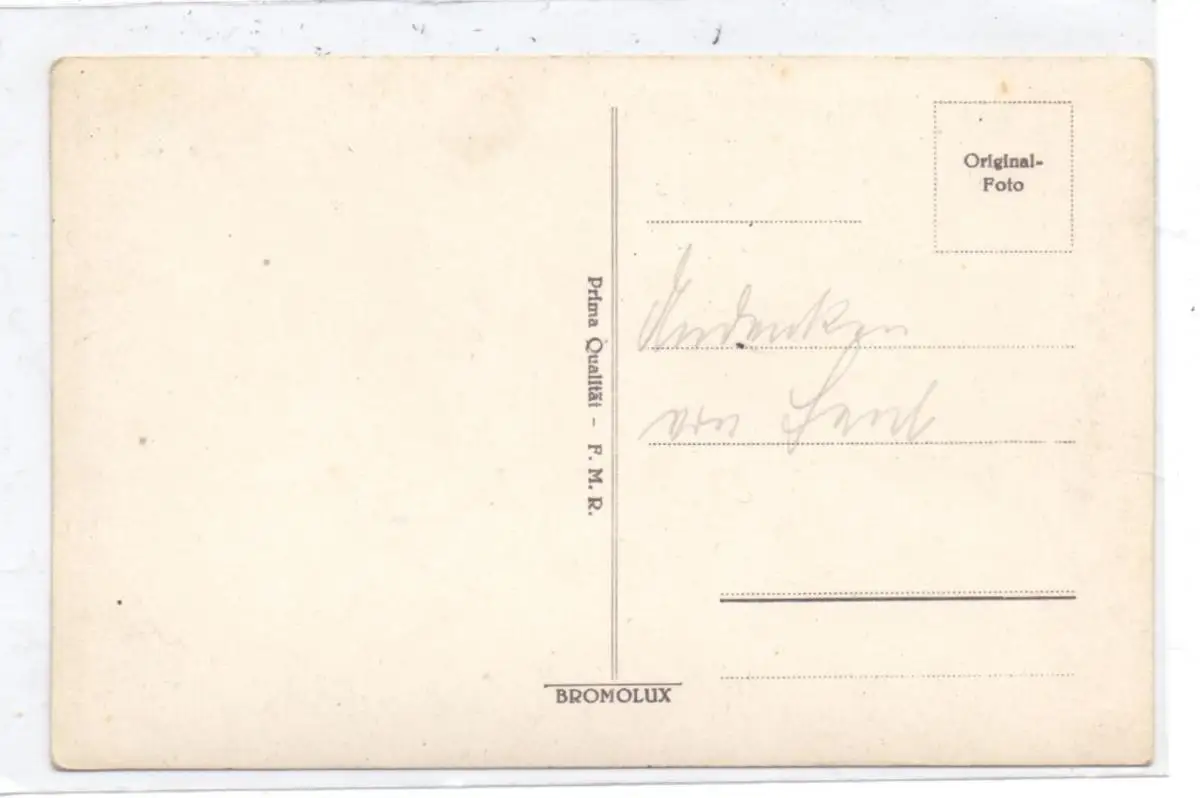 Original-
Foto
Prima Qualität - F. M. R.
Andenken
von
BROMOLUX